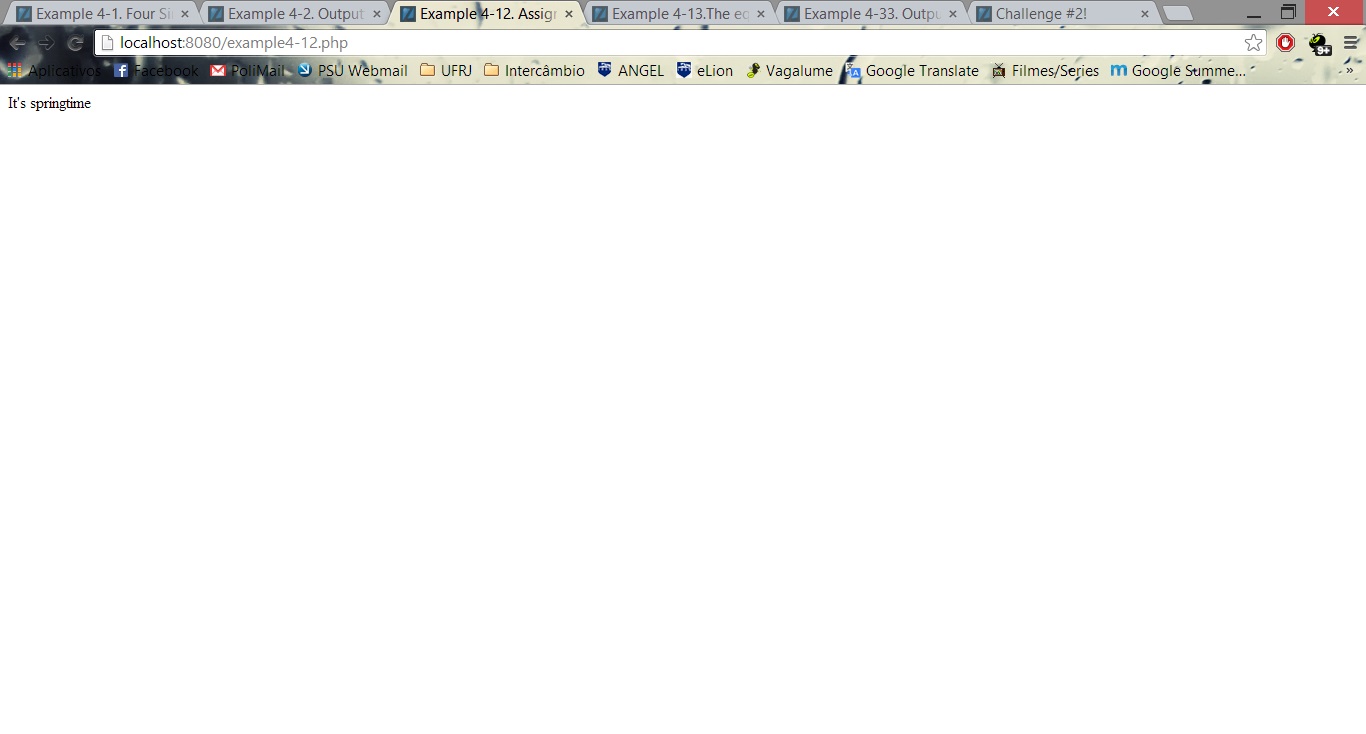 Example 4-1. Four Si
Example 4-2. Output
Example 4-12. Assig
Example 4-13.The eq
Example 4-33. Outpu
Challenge #2!
localhost:8080/example4-12.php
9+
Aplicativos Facebook PoliMail PSU Webmail UFRJ Intercâmbio ANGEL eLion Vagalume Google Translate Filmes/Series Google Summe... »
It's springtime